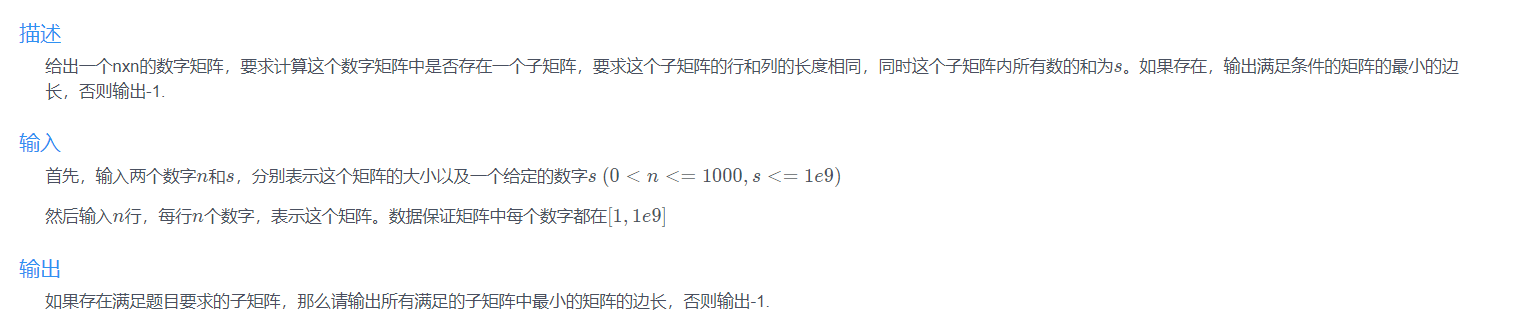 描述
给出一个nxn的数字矩阵，要求计算这个数字矩阵中是否存在一个子矩阵，要求这个子矩阵的行和列的长度相同，同时这个子矩阵内所有数的和为s。如果存在，输出满足条件的矩阵的最小的边
长，否则输出-1.
输入
首先，输入两个数字n和s，分别表示这个矩阵的大小以及一个给定的数字s (0 < n <= 1000, s <= 1e9)
然后输入n行，每行n个数字，表示这个矩阵。数据保证矩阵中每个数字都在[1, 1e9]
输出
如果存在满足题目要求的子矩阵，那么请输出所有满足的子矩阵中最小的矩阵的边长，否则输出-1.